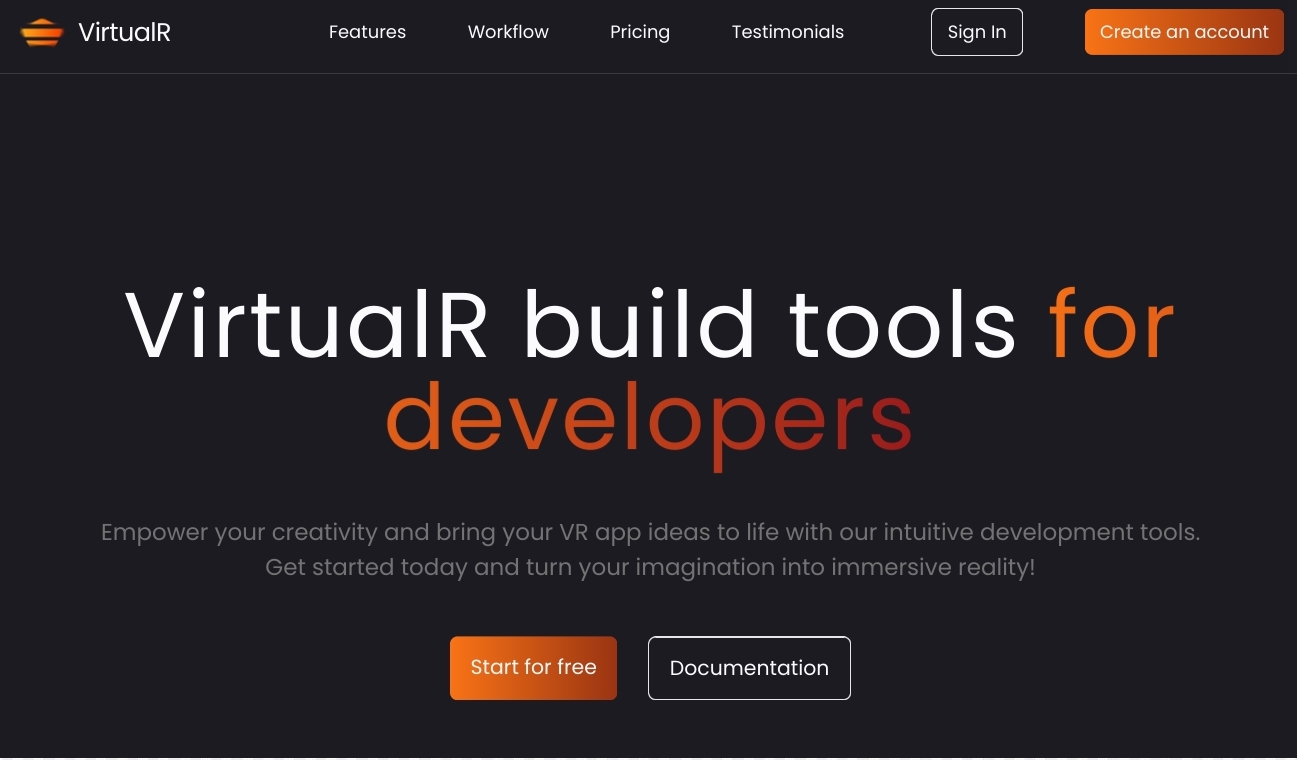 VirtualR Features Workflow Pricing Testimonials Sign In Create an account
VirtualR build tools for
developers
Empower your creativity and bring your VR app ideas to life with our intuitive development tools.
Get started today and turn your imagination into immersive reality!
Start for free Documentation